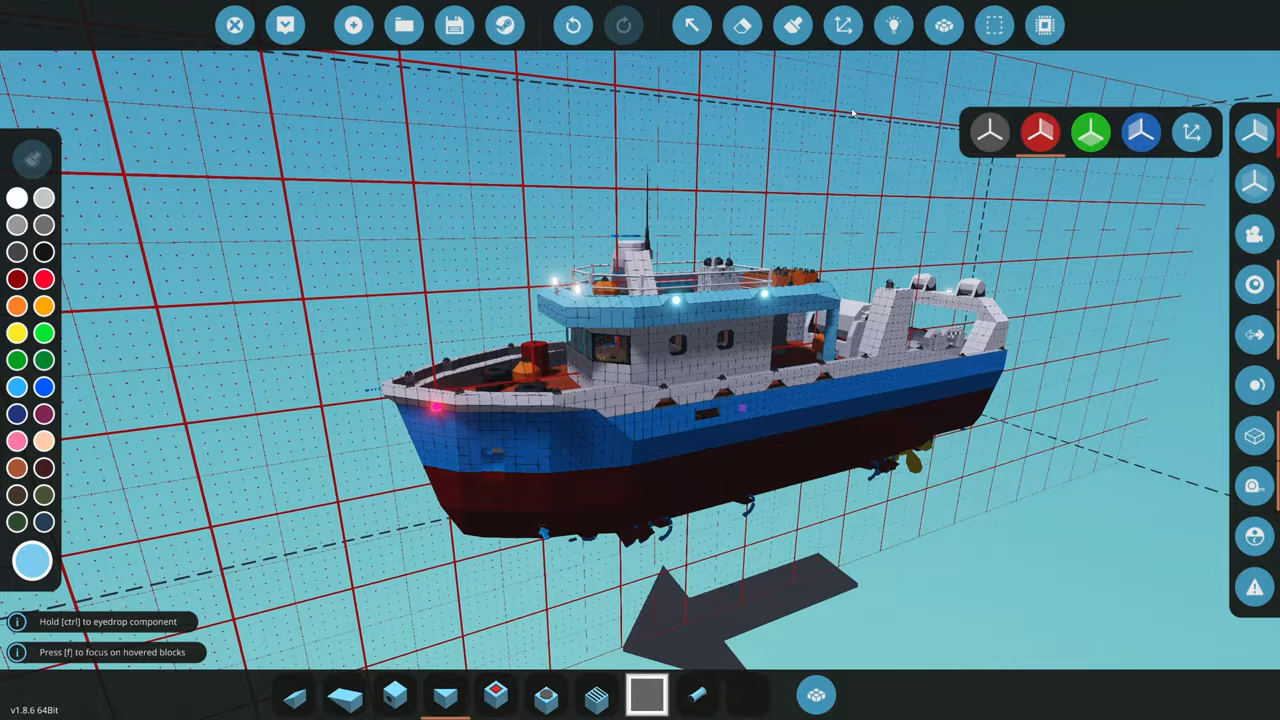 Hold [ctrl] to eyedrop component
Press [f] to focus on hovered blocks
v1.8.6 64Bit